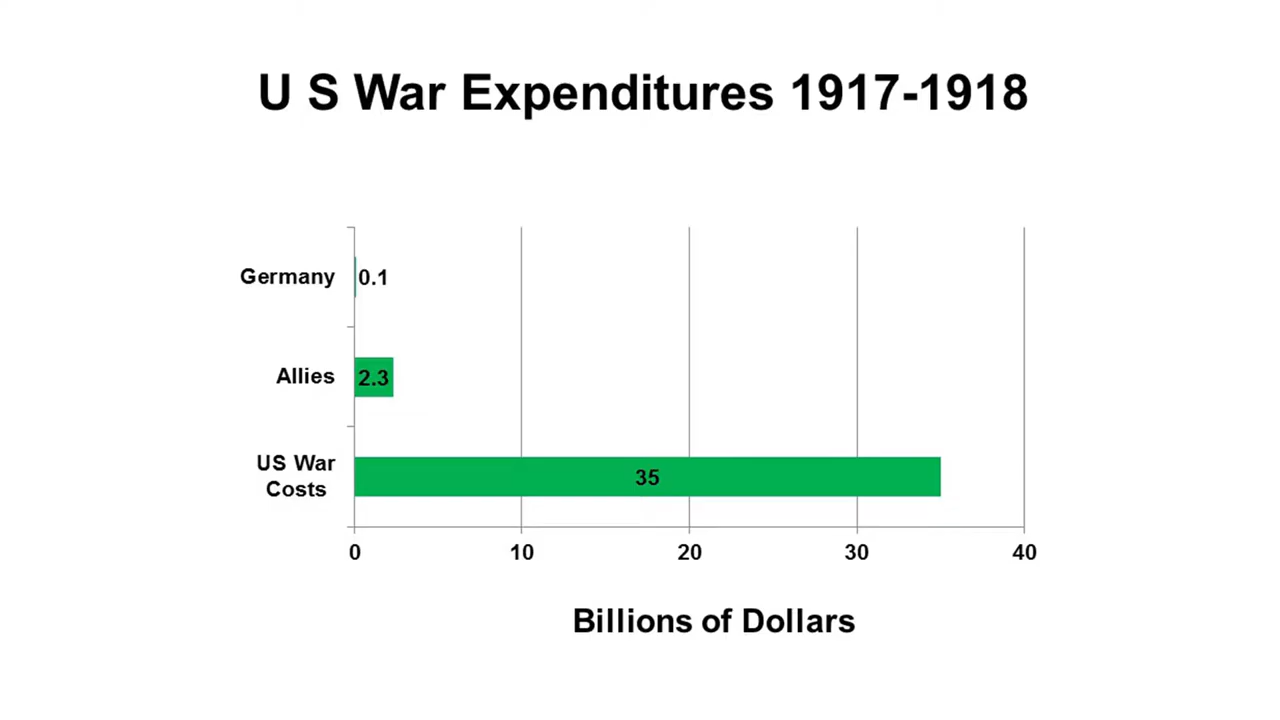 U S War Expenditures 1917-1918
Germany
0.1
Allies
2.3
US War
Costs
35
0 10 20 30 40
Billions of Dollars